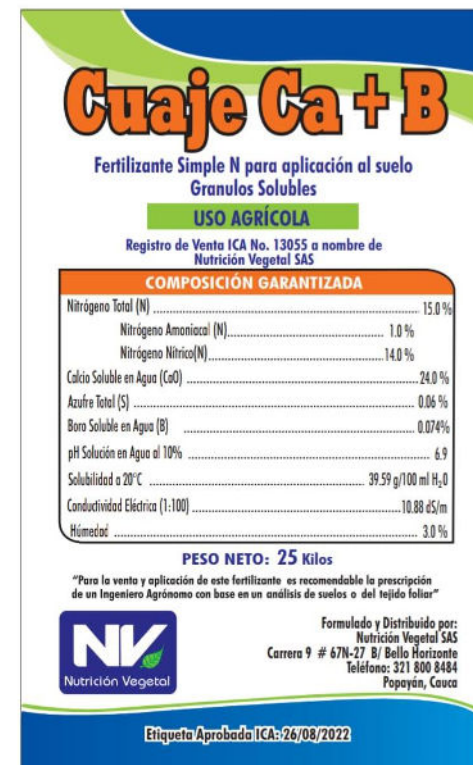 Cuaje Ca + B
Fertilizante Simple N para aplicación al suelo
Granulos Solubles
USO AGRÍCOLA
Registro de Venta ICA No. 13055 a nombre de
Nutrición Vegetal SAS
COMPOSICIÓN GARANTIZADA
Nitrógeno Total (N) 15.0 %
Nitrógeno Amoniacal (N) 1.0 %
Nitrógeno Nítrico(N) 14.0 %
Calcio Soluble en Agua (CaO) 24.0 %
Azufre Total (S) 0.06 %
Boro Soluble en Agua (B) 0.074%
pH Solución en Agua al 10% 6.9
Solubilidad a 20°C 39.59 g/100 ml H₂0
Conductividad Eléctrica (1:100) 10.88 dS/m
Húmedad 3.0 %
PESO NETO: 25 Kilos
"Para la venta y aplicación de este fertilizante es recomendable la prescripción
de un Ingeniero Agrónomo con base en un análisis de suelos o del tejido foliar"
NV
Nutrición Vegetal
Formulado y Distribuido por:
Nutrición Vegetal SAS
Carrera 9 # 67N-27 B/ Bello Horizonte
Teléfono: 321 800 8484
Popayán, Cauca
Etiqueta Aprobada ICA: 26/08/2022